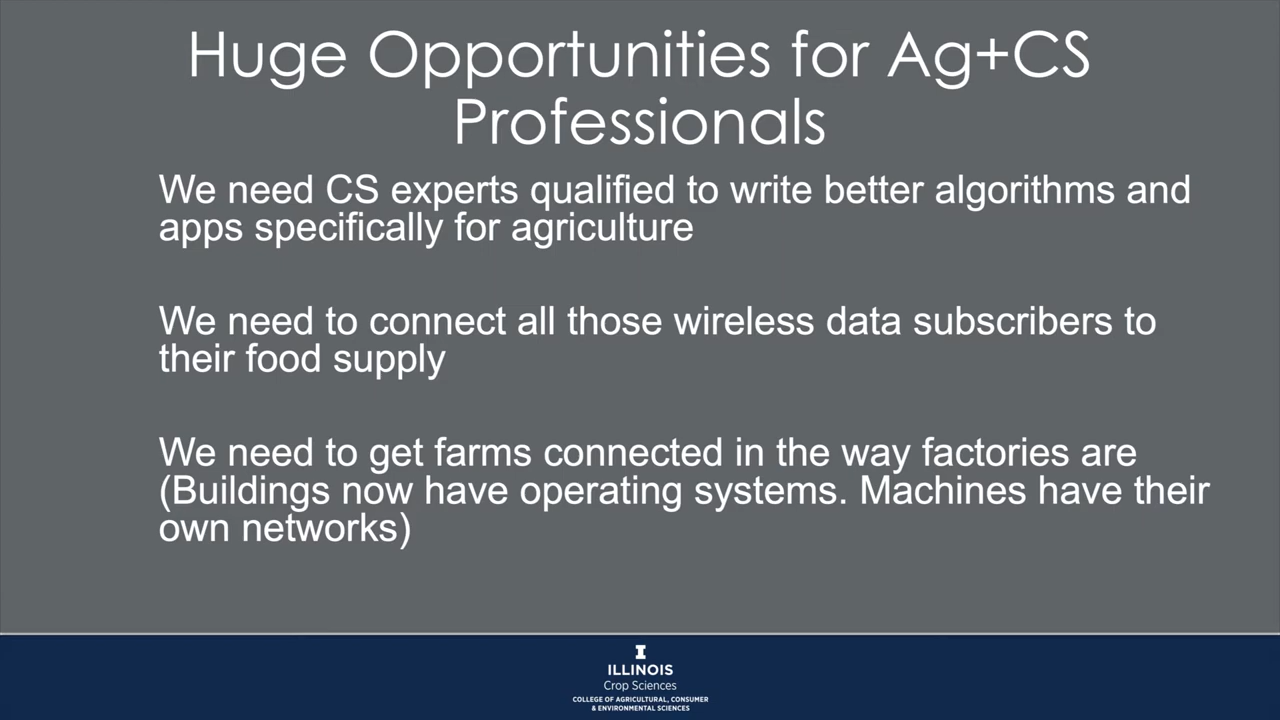 Huge Opportunities for Ag+CS
Professionals
We need CS experts qualified to write better algorithms and
apps specifically for agriculture
We need to connect all those wireless data subscribers to
their food supply
We need to get farms connected in the way factories are
(Buildings now have operating systems. Machines have their
own networks)
I
ILLINOIS
Crop Sciences
COLLEGE OF AGRICULTURAL, CONSUMER
& ENVIRONMENTAL SCIENCES